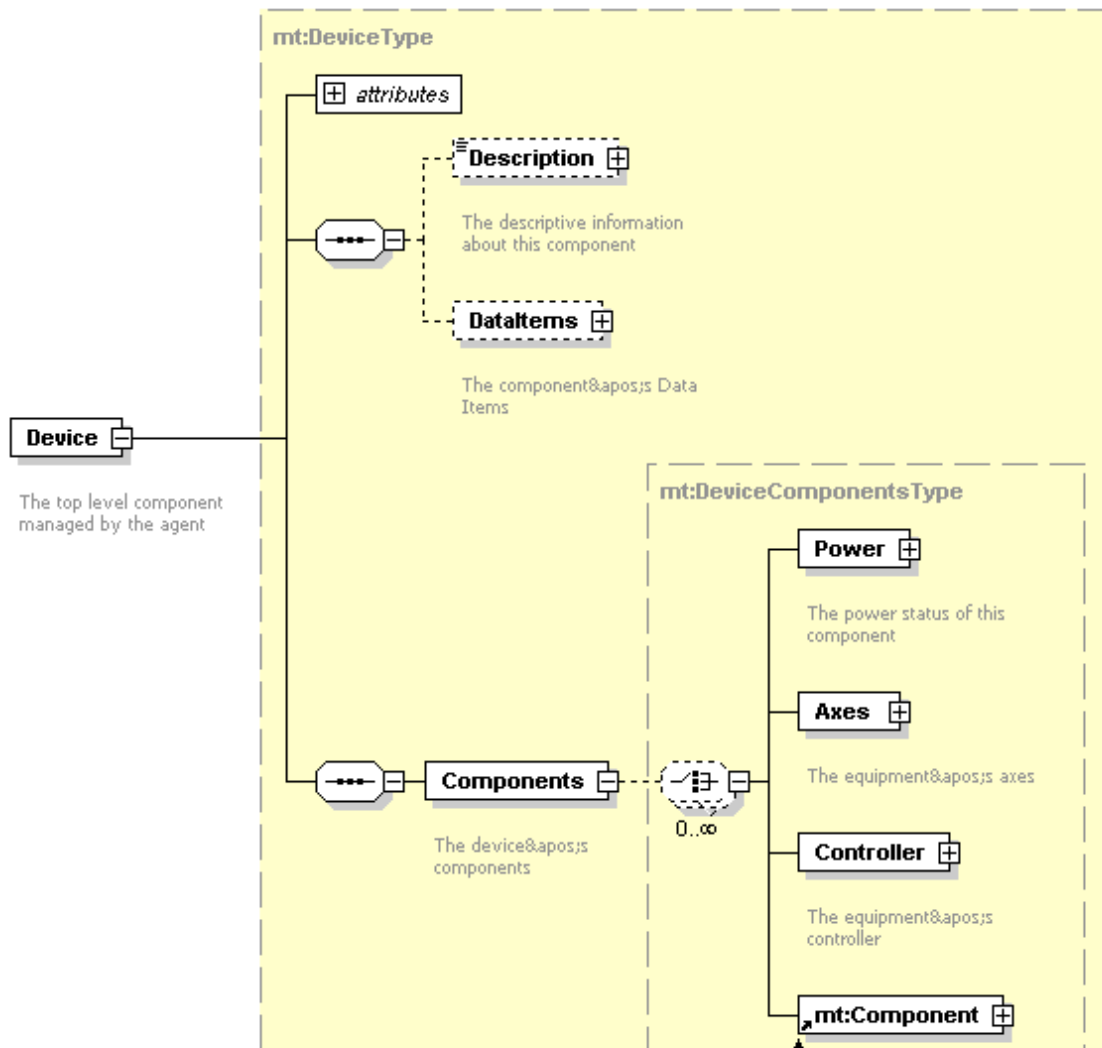 mt:DeviceType
attributes
Description
The descriptive information
about this component
DataItems
The component&apos;s Data
Items
Device
The top level component
managed by the agent
mt:DeviceComponentsType
Power
The power status of this
component
Axes
The equipment&apos;s axes
Components
0..∞
The device&apos;s
components
Controller
The equipment&apos;s
controller
mt:Component